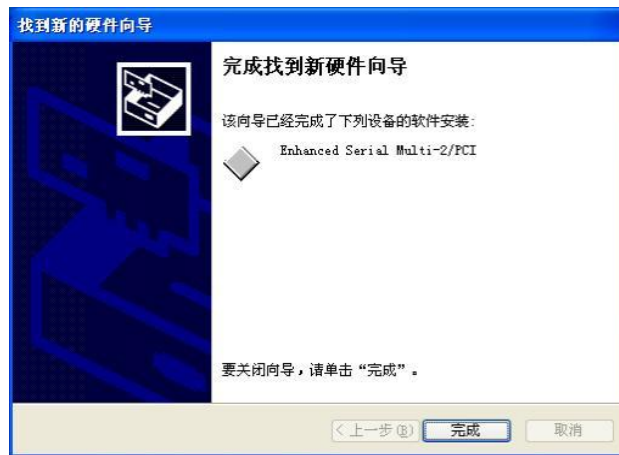 找到新的硬件向导
完成找到新硬件向导
该向导已经完成了下列设备的软件安装:
Enhanced Serial Multi-2/PCI
要关闭向导，请单击“完成”。
< 上一步(B) 完成 取消